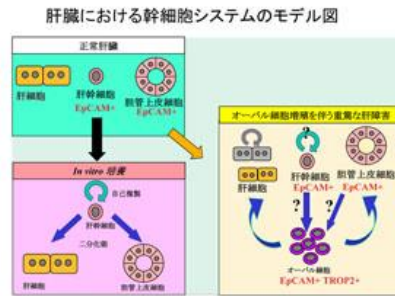 肝臓における幹細胞システムのモデル図
正常肝臓
肝細胞
肝幹細胞
EpCAM+
胆管上皮細胞
EpCAM+
In vitro 培養
自己複製
肝幹細胞
二分化能
肝細胞
胆管上皮細胞
オーバル細胞増殖を伴う重篤な肝障害
?
肝細胞
肝幹細胞
EpCAM+
胆管上皮細胞
EpCAM+
?
?
?
オーバル細胞
EpCAM+ TROP2+